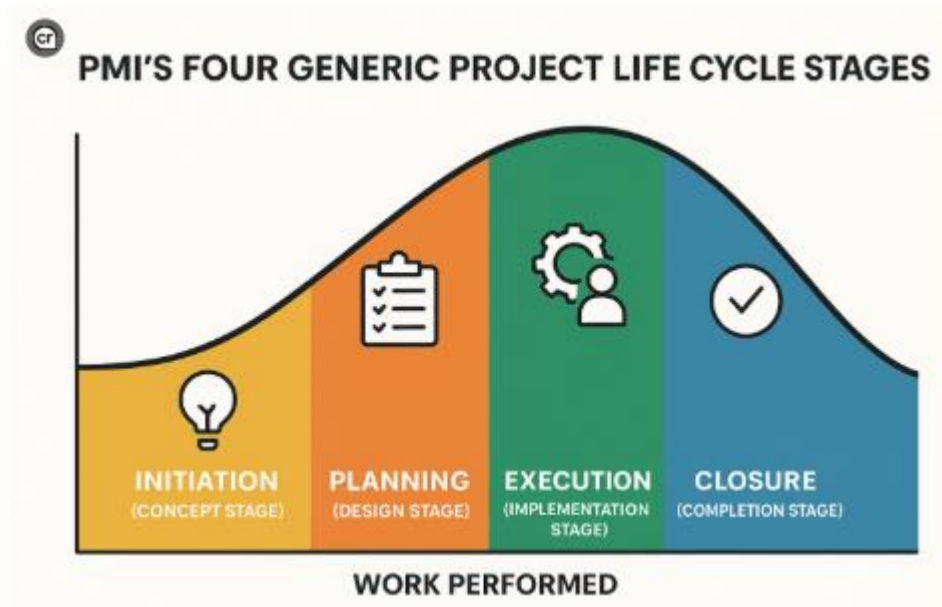 cr
PMI'S FOUR GENERIC PROJECT LIFE CYCLE STAGES
INITIATION
(CONCEPT STAGE)
PLANNING
(DESIGN STAGE)
EXECUTION
(IMPLEMENTATION
STAGE)
CLOSURE
(COMPLETION STAGE)
WORK PERFORMED